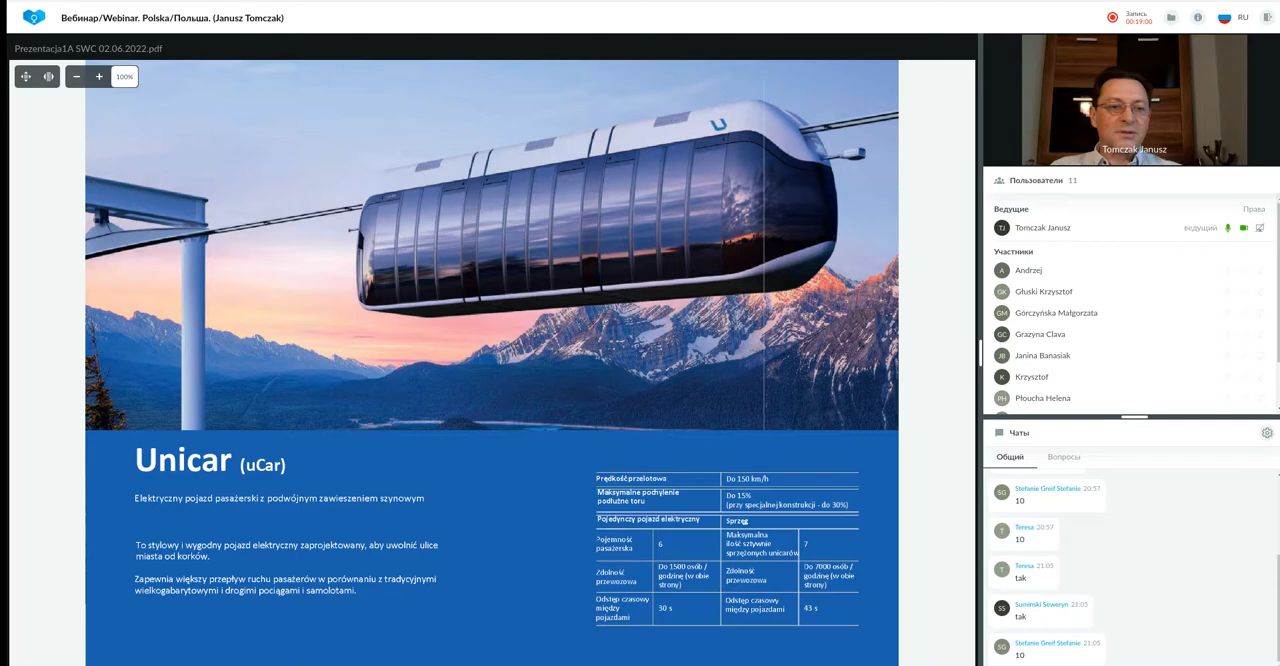 Вебинар/Webinar. Polska/Польша. (Janusz Tomczak)
Запись
00:19:00
RU
Prezentacja1A SWC 02.06.2022.pdf
100%
Tomczak Janusz
Unicar (uCar)
Elektryczny pojazd pasażerski z podwójnym zawieszeniem szynowym
To stylowy i wygodny pojazd elektryczny zaprojektowany, aby uwolnić ulice
miasta od korków.
Zapewnia większy przepływ ruchu pasażerów w porównaniu z tradycyjnymi
wielkogabarytowymi i drogimi pociągami i samolotami.
Prędkość przelotowa
Do 150 km/h
Maksymalne pochylenie
podłużne toru
Do 15%
(przy specjalnej konstrukcji - do 30%)
Pojedynczy pojazd elektryczny
Sprzęg
Pojemność
pasażerska
6
Maksymalna
ilość sztywnie
sprzężonych unicarów
7
Zdolność
przewozowa
Do 1500 osób /
godzinę (w obie
strony)
Zdolność
przewozowa
Do 7000 osób /
godzinę (w obie
strony)
Odstęp czasowy
między
pojazdami
30 s
Odstęp czasowy
między pojazdami
43 s
Пользователи 11
Ведущие
Права
TJ Tomczak Janusz
ведущий
Участники
A Andrzej
GK Głuski Krzysztof
GM Górczyńska Małgorzata
GC Grazyna Clava
JB Janina Banasiak
K Krzysztof
PH Płoucha Helena
Чаты
Общий
Вопросы
SG Stefanie Greif Stefanie 20:57
10
T Teresa 20:57
10
T Teresa 21:05
tak
SS Suminski Seweryn 21:05
tak
SG Stefanie Greif Stefanie 21:05
10